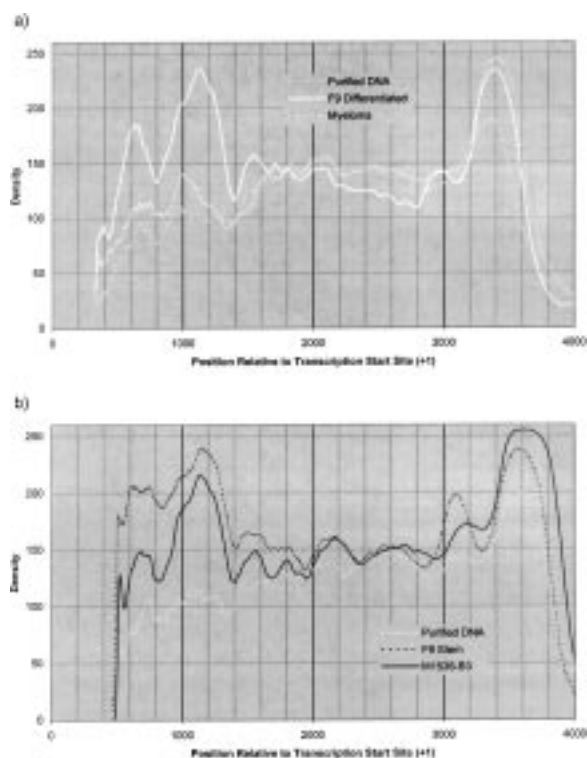 a)
250
200
150
100
50
0
Density
Purified DNA
F9 Differentiated
Myeloma
0 1000 2000 3000 4000
Position Relative to Transcription Start Site (+1)
b)
250
200
150
100
50
0
Density
Purified DNA
F9 Stem
0 1000 2000 3000 4000
Position Relative to Transcription Start Site (+1)